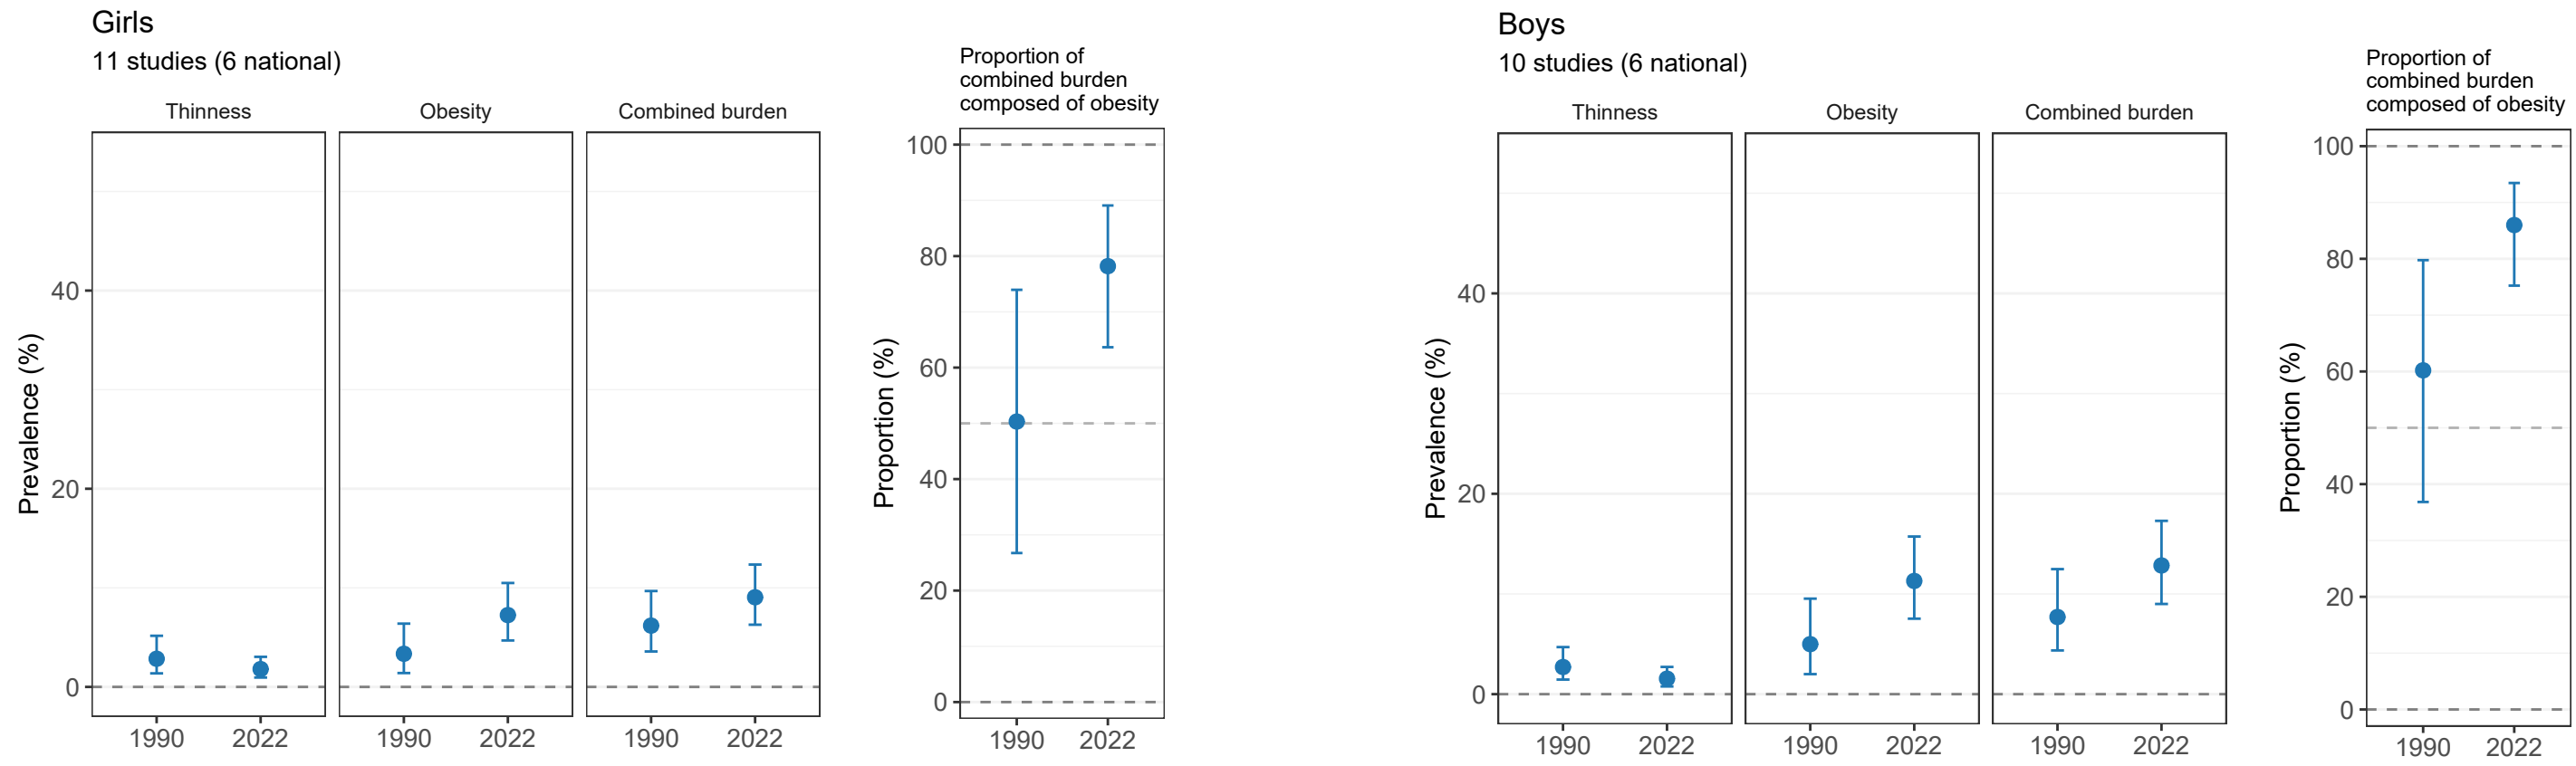 Girls
11 studies (6 national)
Thinness
Obesity
Combined burden
Prevalence (%)
40
20
0
1990
2022
1990
2022
1990
2022
Proportion of
combined burden
composed of obesity
Proportion (%)
100
80
60
40
20
0
1990
2022
Boys
10 studies (6 national)
Thinness
Obesity
Combined burden
Prevalence (%)
40
20
0
1990
2022
1990
2022
1990
2022
Proportion of
combined burden
composed of obesity
Proportion (%)
100
80
60
40
20
0
1990
2022